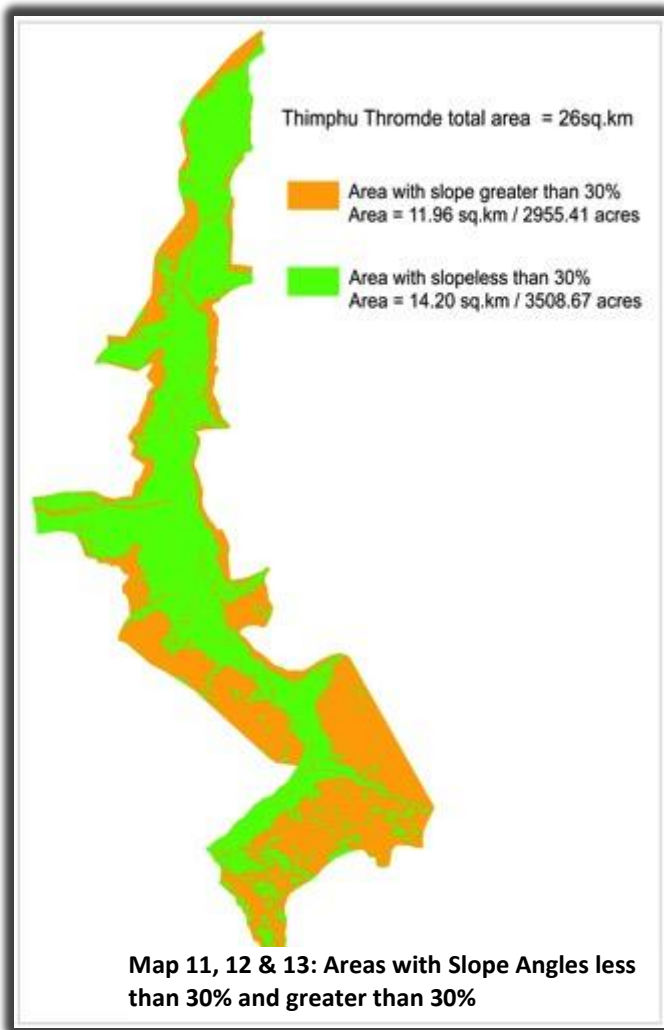 Thimphu Thromde total area = 26sq.km
Area with slope greater than 30%
Area = 11.96 sq.km / 2955.41 acres
Area with slopeless than 30%
Area = 14.20 sq.km / 3508.67 acres
Map 11, 12 & 13: Areas with Slope Angles less
than 30% and greater than 30%